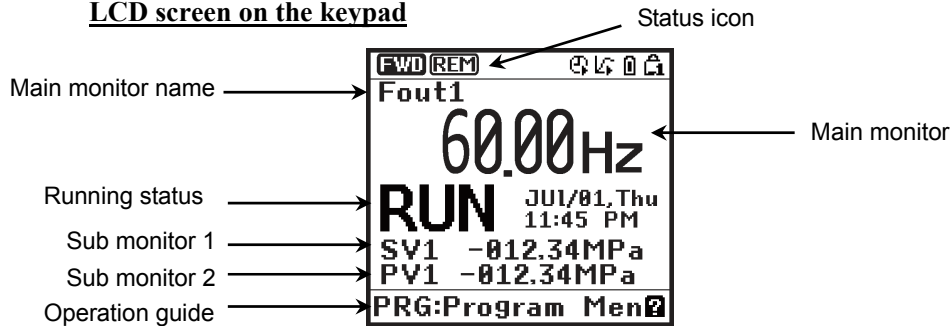 LCD screen on the keypad
Status icon
FWD REM
Main monitor name
Fout1
60.00Hz
Main monitor
Running status
RUN
JUl/01,Thu
11:45 PM
Sub monitor 1
SV1 -012.34MPa
Sub monitor 2
PV1 -012.34MPa
Operation guide
PRG:Program Men?